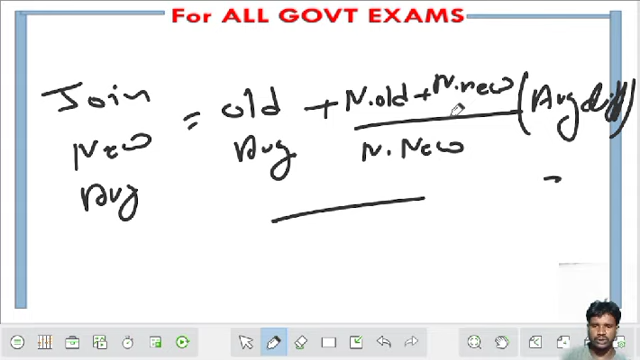 For ALL GOVT EXAMS
Join New Avg = old Avg + N.old + N.new / N.New (Avg diff)